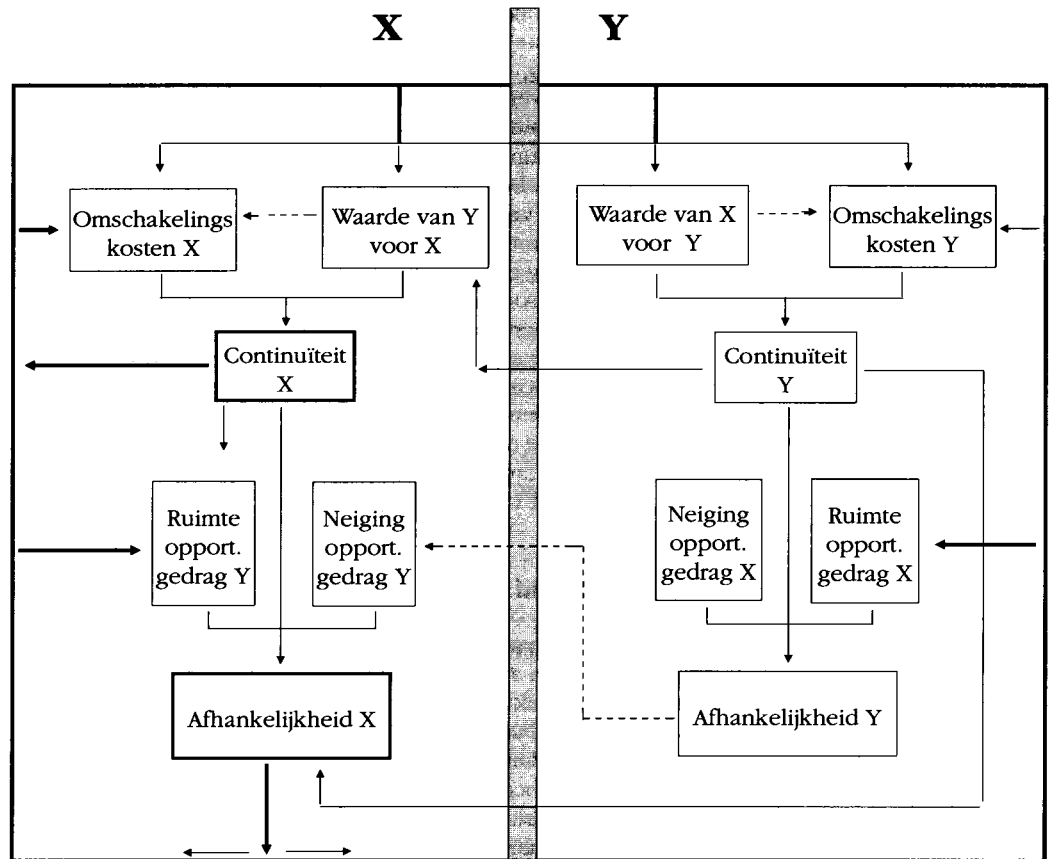 X
Y
Omschakelings
kosten X
Waarde van Y
voor X
Waarde van X
voor Y
Omschakelings
kosten Y
Continuïteit
X
Continuïteit
Y
Ruimte
opport.
gedrag Y
Neiging
opport.
gedrag Y
Neiging
opport.
gedrag X
Ruimte
opport.
gedrag X
Afhankelijkheid X
Afhankelijkheid Y